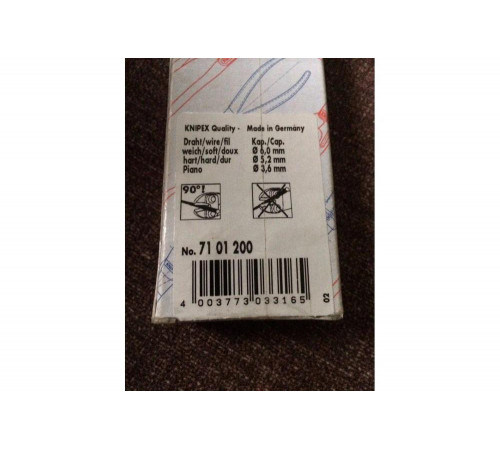 KNIPEX Quality - Made in Germany
Draht/wire/fil Kap./Cap.
weich/soft/doux Ø 6,0 mm
hart/hard/dur Ø 5,2 mm
Piano Ø 3,6 mm
90°!
No. 71 01 200
4 003773 033165
02